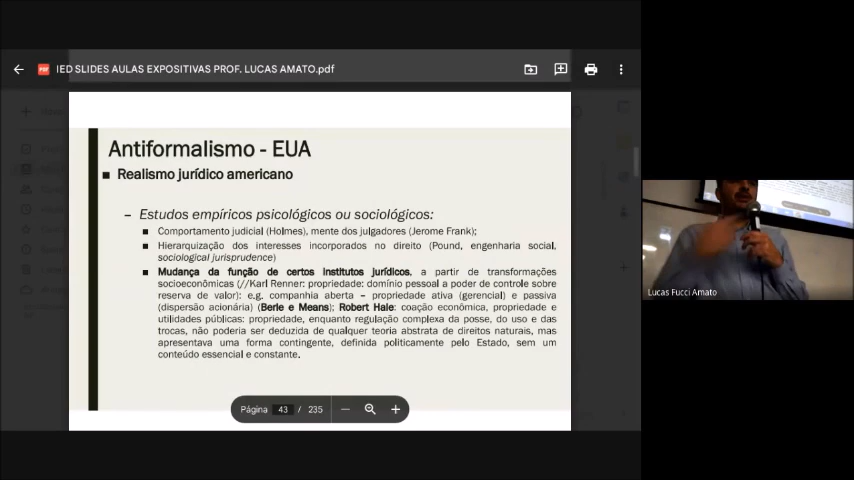 IED SLIDES AULAS EXPOSITIVAS PROF. LUCAS AMATO.pdf
Antiformalismo - EUA
■ Realismo jurídico americano
– Estudos empíricos psicológicos ou sociológicos:
■ Comportamento judicial (Holmes), mente dos julgadores (Jerome Frank);
■ Hierarquização dos interesses incorporados no direito (Pound, engenharia social,
sociological jurisprudence)
■ Mudança da função de certos institutos jurídicos, a partir de transformações
socioeconômicas (//Karl Renner: propriedade: domínio pessoal a poder de controle sobre
reserva de valor); e.g. companhia aberta – propriedade ativa (gerencial) e passiva
(dispersão acionária) (Berle e Means); Robert Hale: coação econômica, propriedade e
utilidades públicas: propriedade, enquanto regulação complexa da posse, do uso e das
trocas, não poderia ser deduzida de qualquer teoria abstrata de direitos naturais, mas
apresentava uma forma contingente, definida politicamente pelo Estado, sem um
conteúdo essencial e constante.
Página 43 / 235
Lucas Fucci Amato